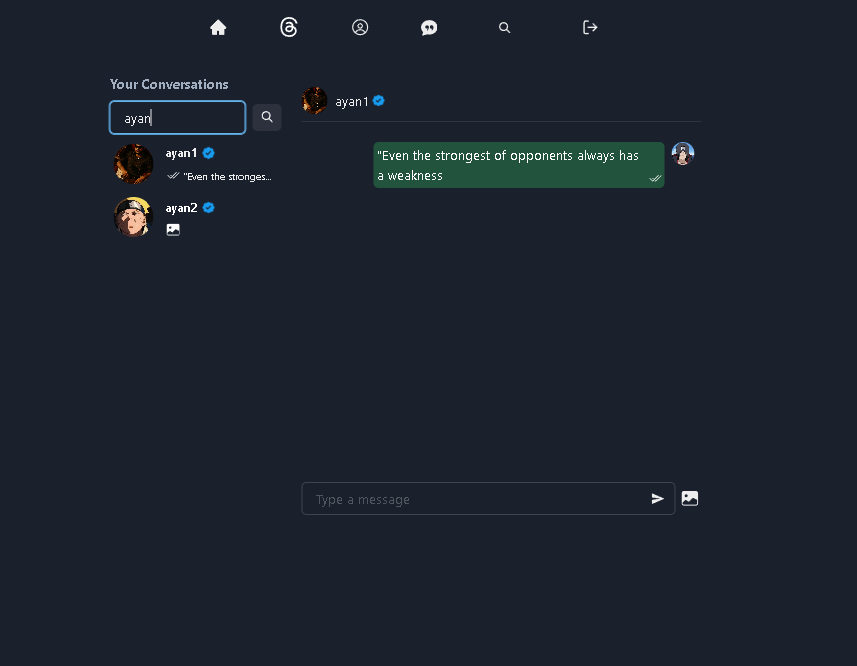 Your Conversations
ayan
ayan1
"Even the stronges...
ayan2
ayan1
"Even the strongest of opponents always has
a weakness
Type a message